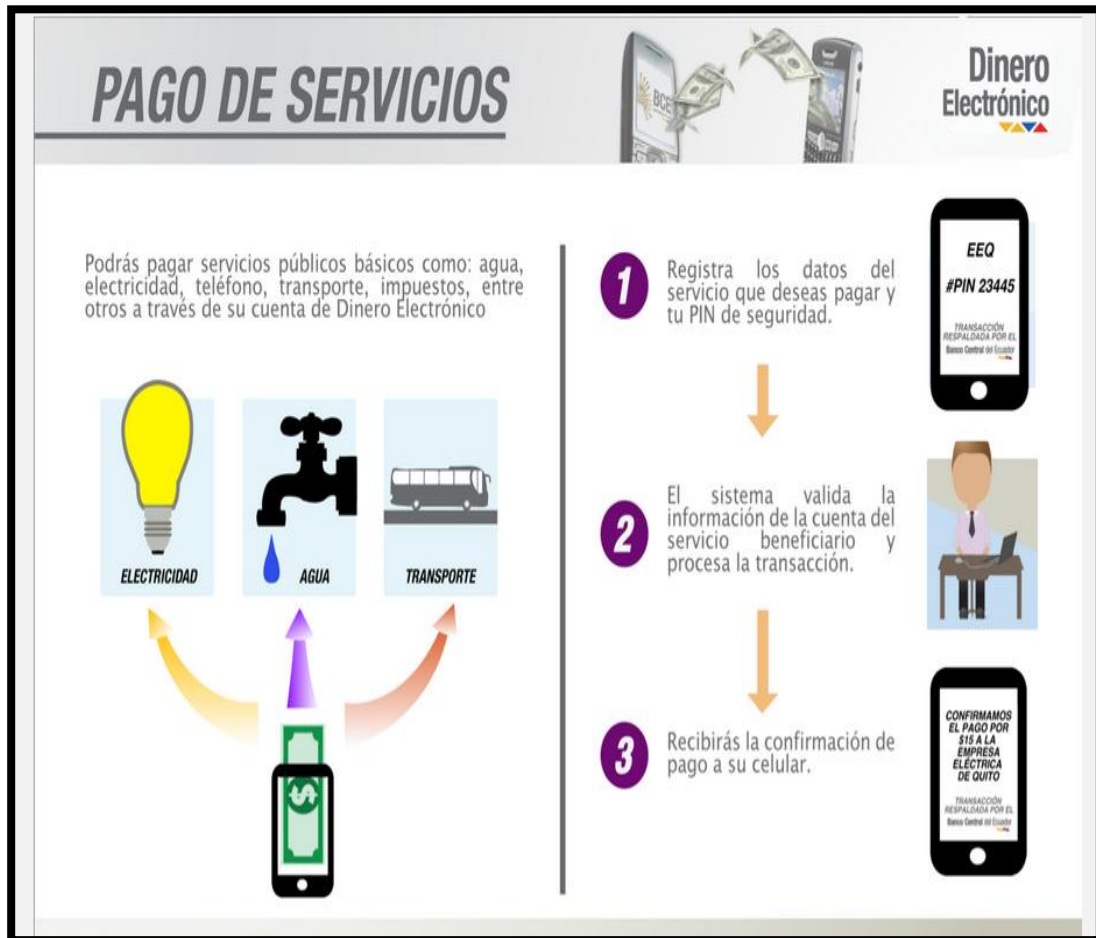 PAGO DE SERVICIOS
BCE
Dinero
Electrónico
Podrás pagar servicios públicos básicos como: agua,
electricidad, teléfono, transporte, impuestos, entre
otros a través de su cuenta de Dinero Electrónico
ELECTRICIDAD
AGUA
TRANSPORTE
$
1
Registra los datos del
servicio que deseas pagar y
tu PIN de seguridad.
EEQ
#PIN 23445
TRANSACCIÓN
RESPALDADA POR EL
Banco Central del Ecuador
2
El sistema valida la
información de la cuenta del
servicio beneficiario y
procesa la transacción.
3
Recibirás la confirmación de
pago a su celular.
CONFIRMAMOS
EL PAGO POR
$15 A LA
EMPRESA
ELÉCTRICA
DE QUITO
TRANSACCIÓN
RESPALDADA POR EL
Banco Central del Ecuador